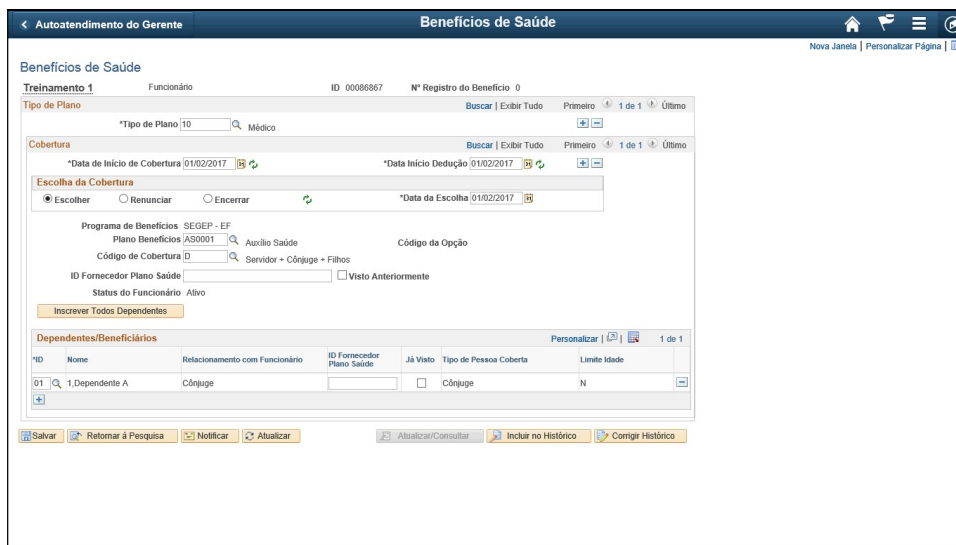 Autoatendimento do Gerente Benefícios de Saúde
Nova Janela | Personalizar Página |
Benefícios de Saúde
Treinamento 1 Funcionário ID 00086867 Nº Registro do Benefício 0
Tipo de Plano Buscar | Exibir Tudo Primeiro 1 de 1 Último
*Tipo de Plano 10 Médico
Cobertura Buscar | Exibir Tudo Primeiro 1 de 1 Último
*Data de Início de Cobertura 01/02/2017 *Data Início Dedução 01/02/2017
Escolha da Cobertura
Escolher Renunciar Encerrar *Data da Escolha 01/02/2017
Programa de Benefícios SEGEP - EF
Plano Benefícios AS0001 Auxílio Saúde Código da Opção
Código de Cobertura D Servidor + Cônjuge + Filhos
ID Fornecedor Plano Saúde Visto Anteriormente
Status do Funcionário Ativo
Inscrever Todos Dependentes
Dependentes/Beneficiários Personalizar | | 1 de 1
*ID Nome Relacionamento com Funcionário ID Fornecedor Plano Saúde Já Visto Tipo de Pessoa Coberta Limite Idade
01 1,Dependente A Cônjuge Cônjuge N
Salvar Retornar à Pesquisa Notificar Atualizar Atualizar/Consultar Incluir no Histórico Corrigir Histórico